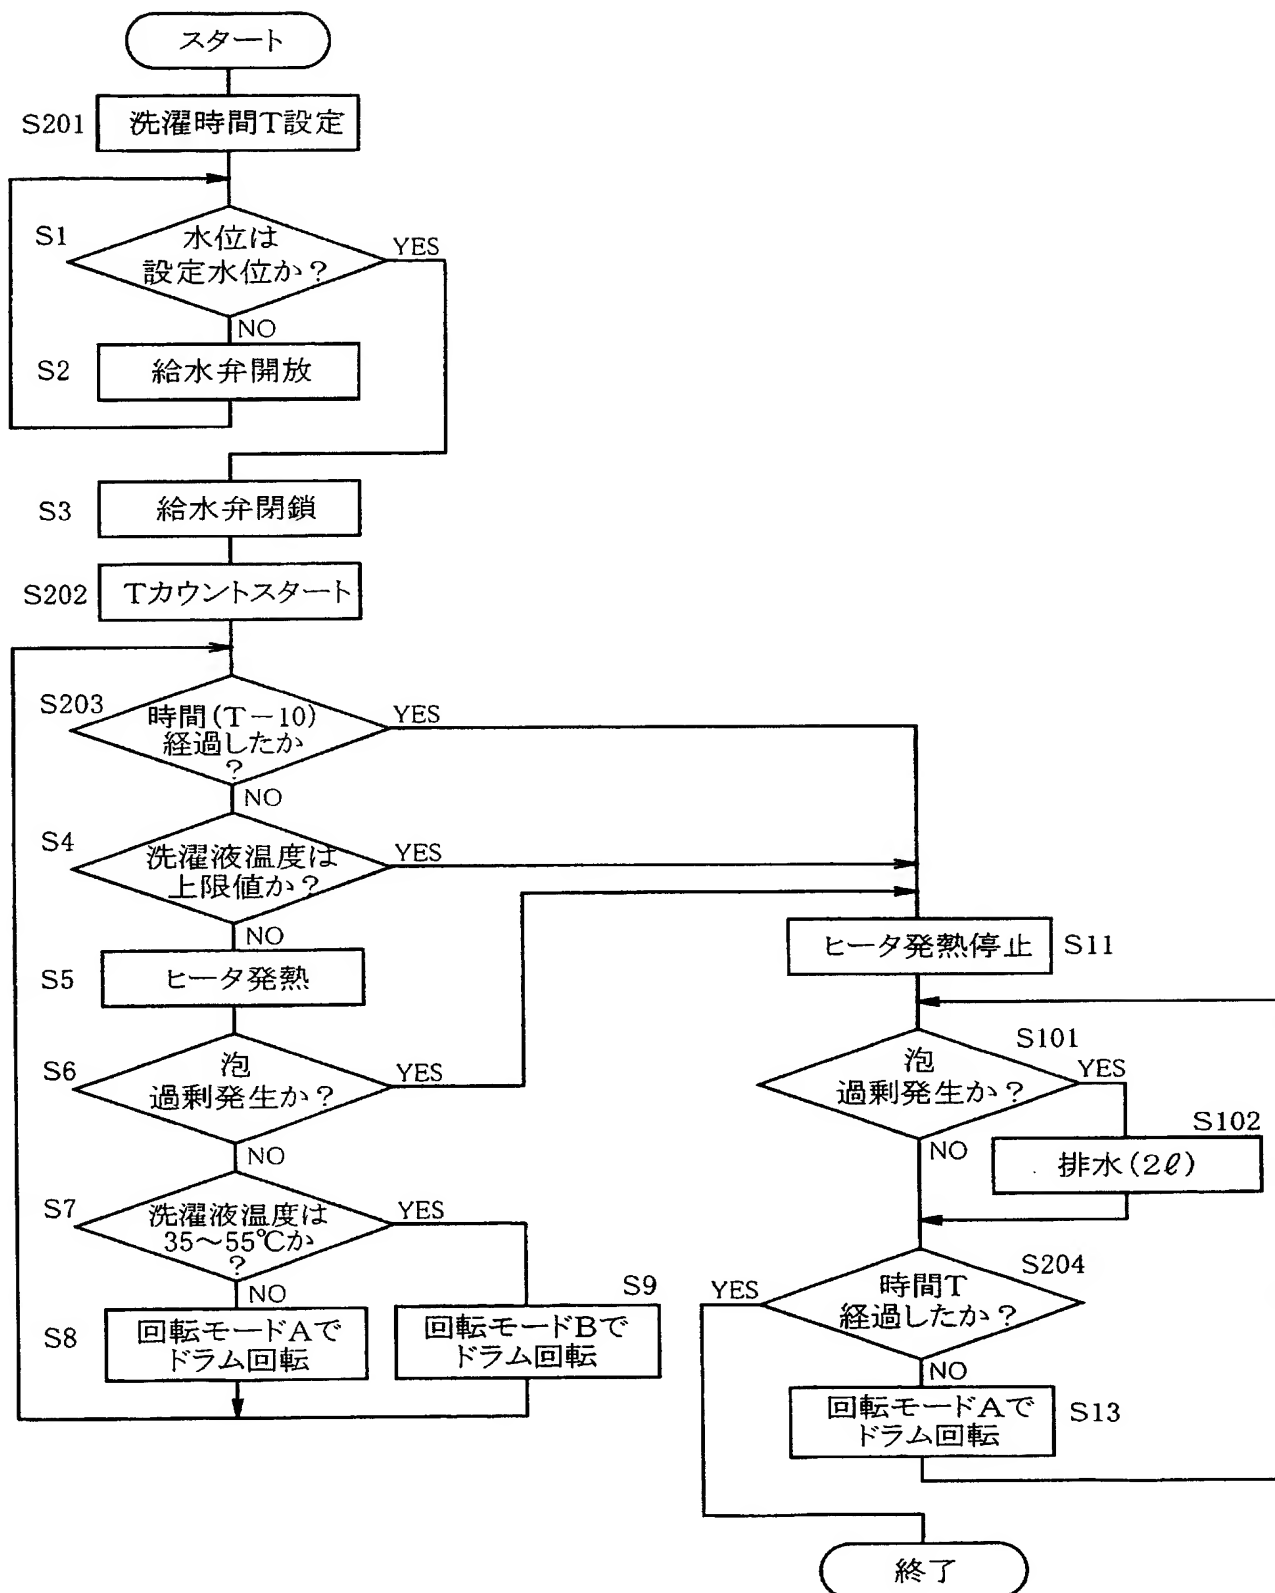 スタート
S201
洗濯時間T設定
S1
水位は
設定水位か？
YES
NO
S2
給水弁開放
S3
給水弁閉鎖
S202
Tカウントスタート
S203
時間(T－10)
経過したか
？
YES
NO
S4
洗濯液温度は
上限値か？
YES
NO
S5
ヒータ発熱
S6
泡
過剰発生か？
YES
NO
S7
洗濯液温度は
35～55℃か
？
YES
NO
S8
回転モードAで
ドラム回転
S9
回転モードBで
ドラム回転
ヒータ発熱停止
S11
S101
泡
過剰発生か？
YES
NO
S102
排水(2ℓ)
S204
時間T
経過したか？
YES
NO
回転モードAで
ドラム回転
S13
終了